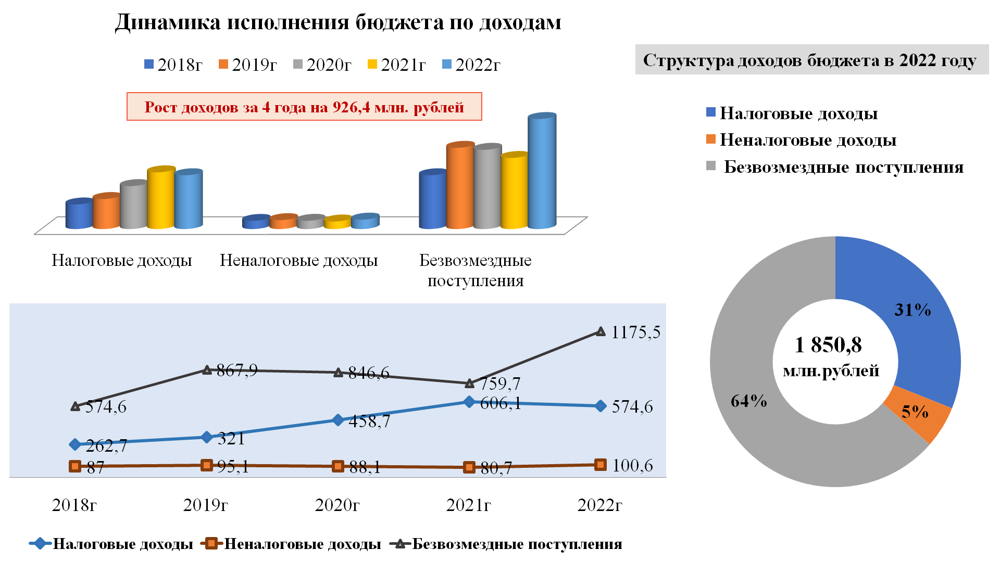 Динамика исполнения бюджета по доходам
2018г 2019г 2020г 2021г 2022г
Рост доходов за 4 года на 926,4 млн. рублей
Налоговые доходы Неналоговые доходы Безвозмездные
поступления
1175,5
867,9
846,6
759,7
574,6
606,1
574,6
458,7
321
262,7
87
95,1
88,1
80,7
100,6
2018г 2019г 2020г 2021г 2022г
Налоговые доходы Неналоговые доходы Безвозмездные поступления
Структура доходов бюджета в 2022 году
Налоговые доходы
Неналоговые доходы
Безвозмездные поступления
31%
1 850,8
млн.рублей
64%
5%